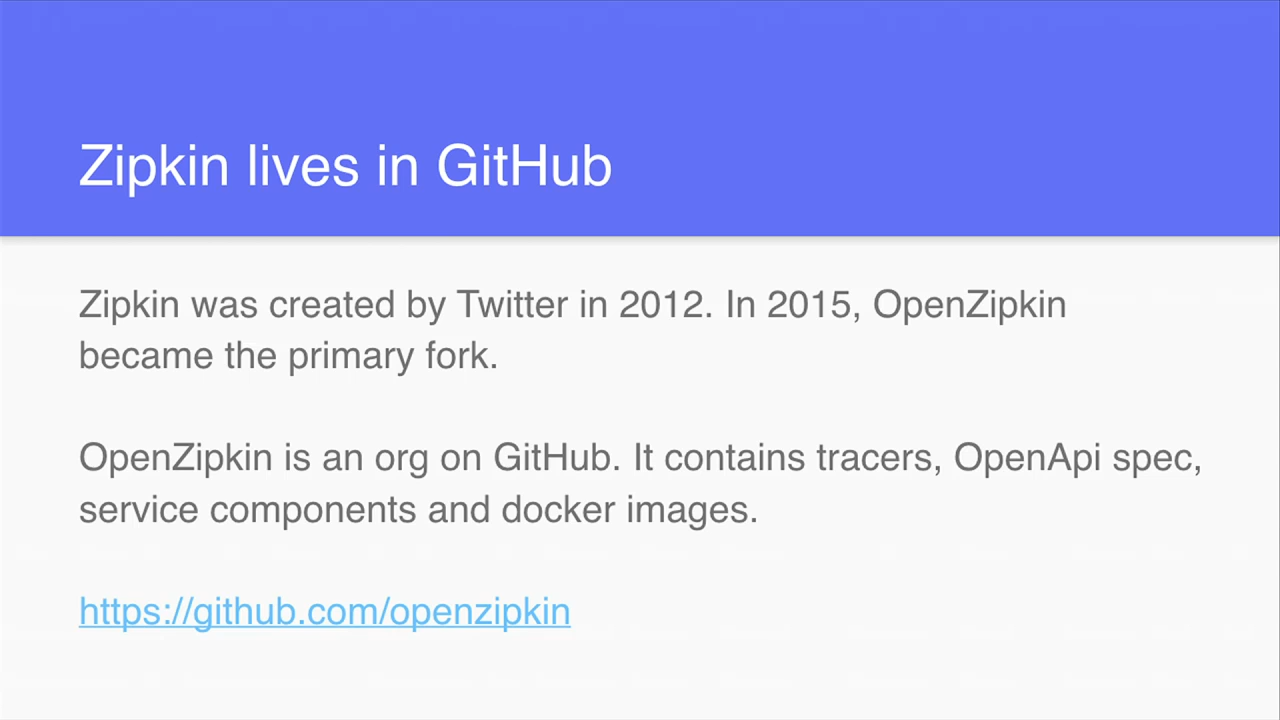 Zipkin lives in GitHub
Zipkin was created by Twitter in 2012. In 2015, OpenZipkin
became the primary fork.
OpenZipkin is an org on GitHub. It contains tracers, OpenApi spec,
service components and docker images.
https://github.com/openzipkin